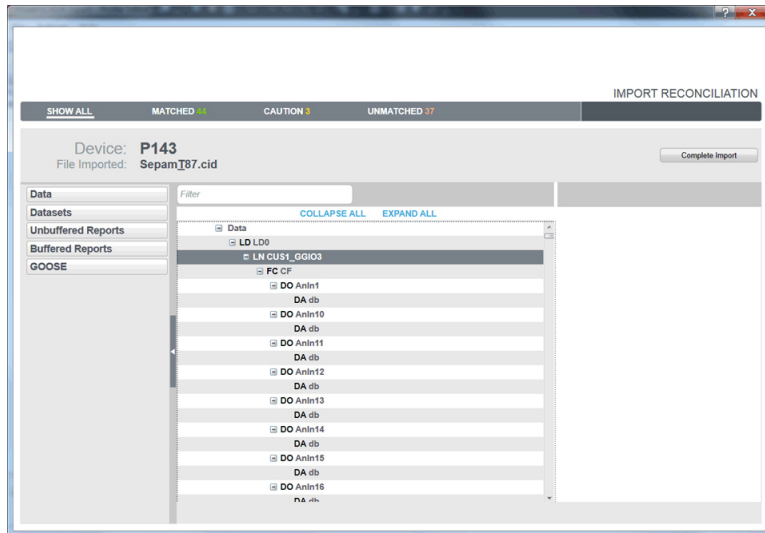 ? X
IMPORT RECONCILIATION
SHOW ALL MATCHED 44 CAUTION 3 UNMATCHED 37
Device: P143
File Imported: SepamT87.cid
Complete Import
Data
Datasets
Unbuffered Reports
Buffered Reports
GOOSE
Filter
COLLAPSE ALL EXPAND ALL
Data
LD LD0
LN CUS1_GGIO3
FC CF
DO AnIn1
DA db
DO AnIn10
DA db
DO AnIn11
DA db
DO AnIn12
DA db
DO AnIn13
DA db
DO AnIn14
DA db
DO AnIn15
DA db
DO AnIn16
DA db